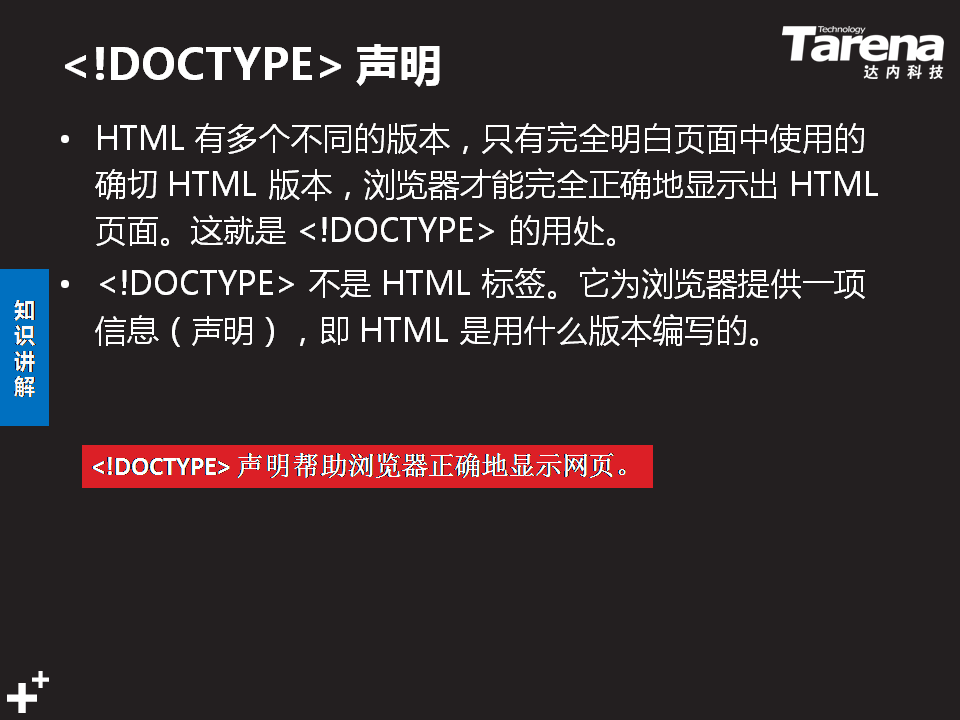 <!DOCTYPE> 声明
Technology
Tarena
达内科技
• HTML 有多个不同的版本，只有完全明白页面中使用的
确切 HTML 版本，浏览器才能完全正确地显示出 HTML
页面。这就是 <!DOCTYPE> 的用处。
• <!DOCTYPE> 不是 HTML 标签。它为浏览器提供一项
信息（声明），即 HTML 是用什么版本编写的。
知
识
讲
解
<!DOCTYPE> 声明帮助浏览器正确地显示网页。